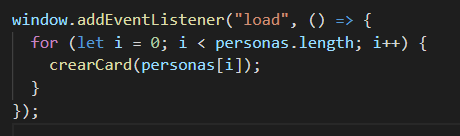 window.addEventListener("load", () => {
  for (let i = 0; i < personas.length; i++) {
    crearCard(personas[i]);
  }
});